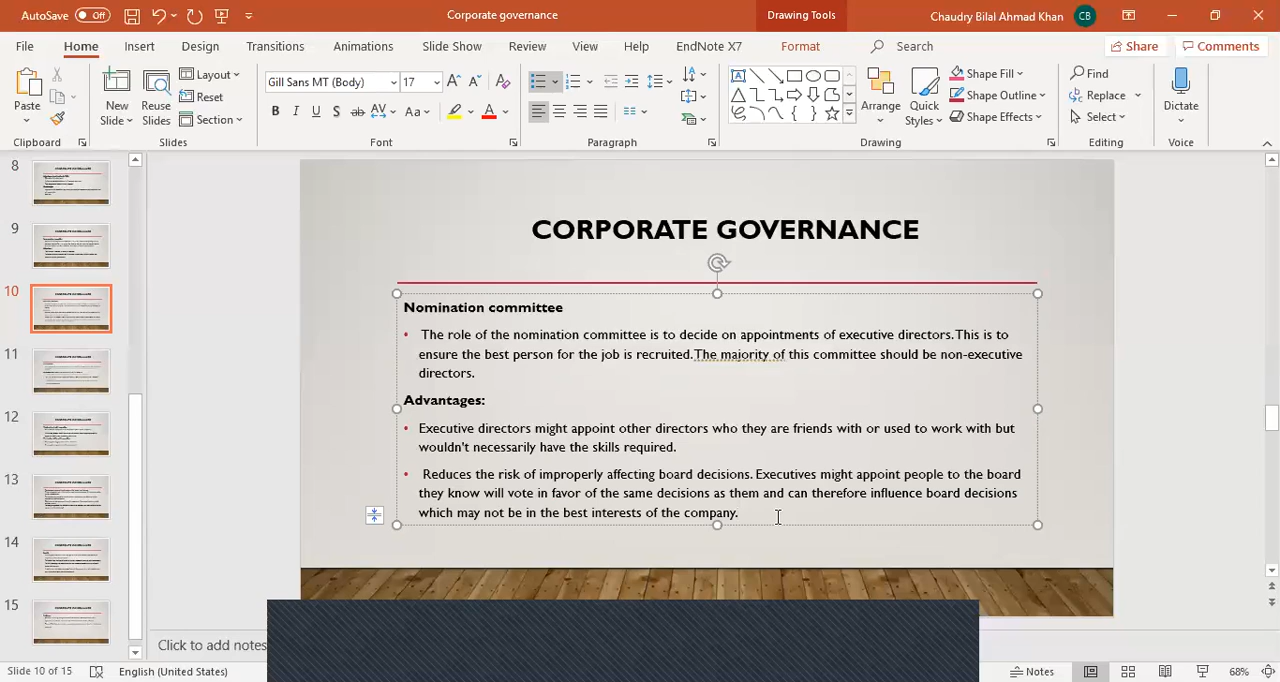 AutoSave Off Corporate governance Drawing Tools Chaudry Bilal Ahmad Khan CB
File Home Insert Design Transitions Animations Slide Show Review View Help EndNote X7 Format Search Share Comments
Paste New Slide Reuse Slides Layout Reset Section Gill Sans MT (Body) 17 Arrange Quick Styles Shape Fill Shape Outline Shape Effects Find Replace Select Dictate
Clipboard Slides Font Paragraph Drawing Editing Voice
8
9
10
11
12
13
14
15
CORPORATE GOVERNANCE
Nomination committee
• The role of the nomination committee is to decide on appointments of executive directors. This is to
ensure the best person for the job is recruited. The majority of this committee should be non-executive
directors.
Advantages:
• Executive directors might appoint other directors who they are friends with or used to work with but
wouldn't necessarily have the skills required.
• Reduces the risk of improperly affecting board decisions. Executives might appoint people to the board
they know will vote in favor of the same decisions as them and can therefore influence board decisions
which may not be in the best interests of the company.
Click to add notes
Slide 10 of 15 English (United States) Notes 68%